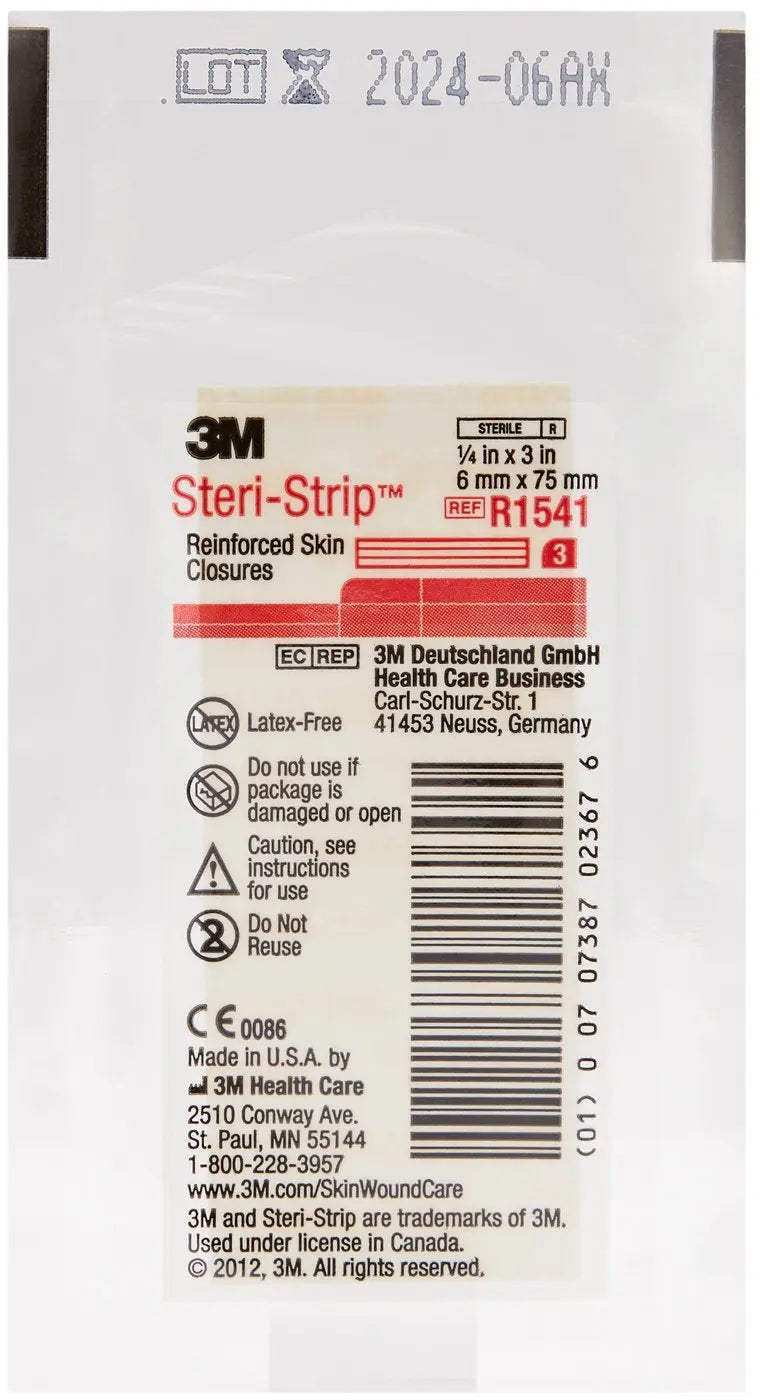 LOT 2024-06AX
3M
Steri-Strip™
Reinforced Skin
Closures
STERILE R
¼ in x 3 in
6 mm x 75 mm
REF R1541
3
EC REP 3M Deutschland GmbH
Health Care Business
Carl-Schurz-Str. 1
41453 Neuss, Germany
LATEX Latex-Free
Do not use if
package is
damaged or open
! Caution, see
instructions
for use
2 Do Not
Reuse
(01) 0 07 07387 02367 6
CE 0086
Made in U.S.A. by
3M Health Care
2510 Conway Ave.
St. Paul, MN 55144
1-800-228-3957
www.3M.com/SkinWoundCare
3M and Steri-Strip are trademarks of 3M.
Used under license in Canada.
© 2012, 3M. All rights reserved.